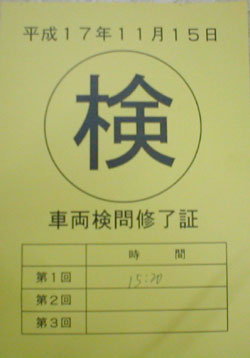 平成17年11月15日
検
車両検問修了証
時 間
第1回 15:20
第2回
第3回